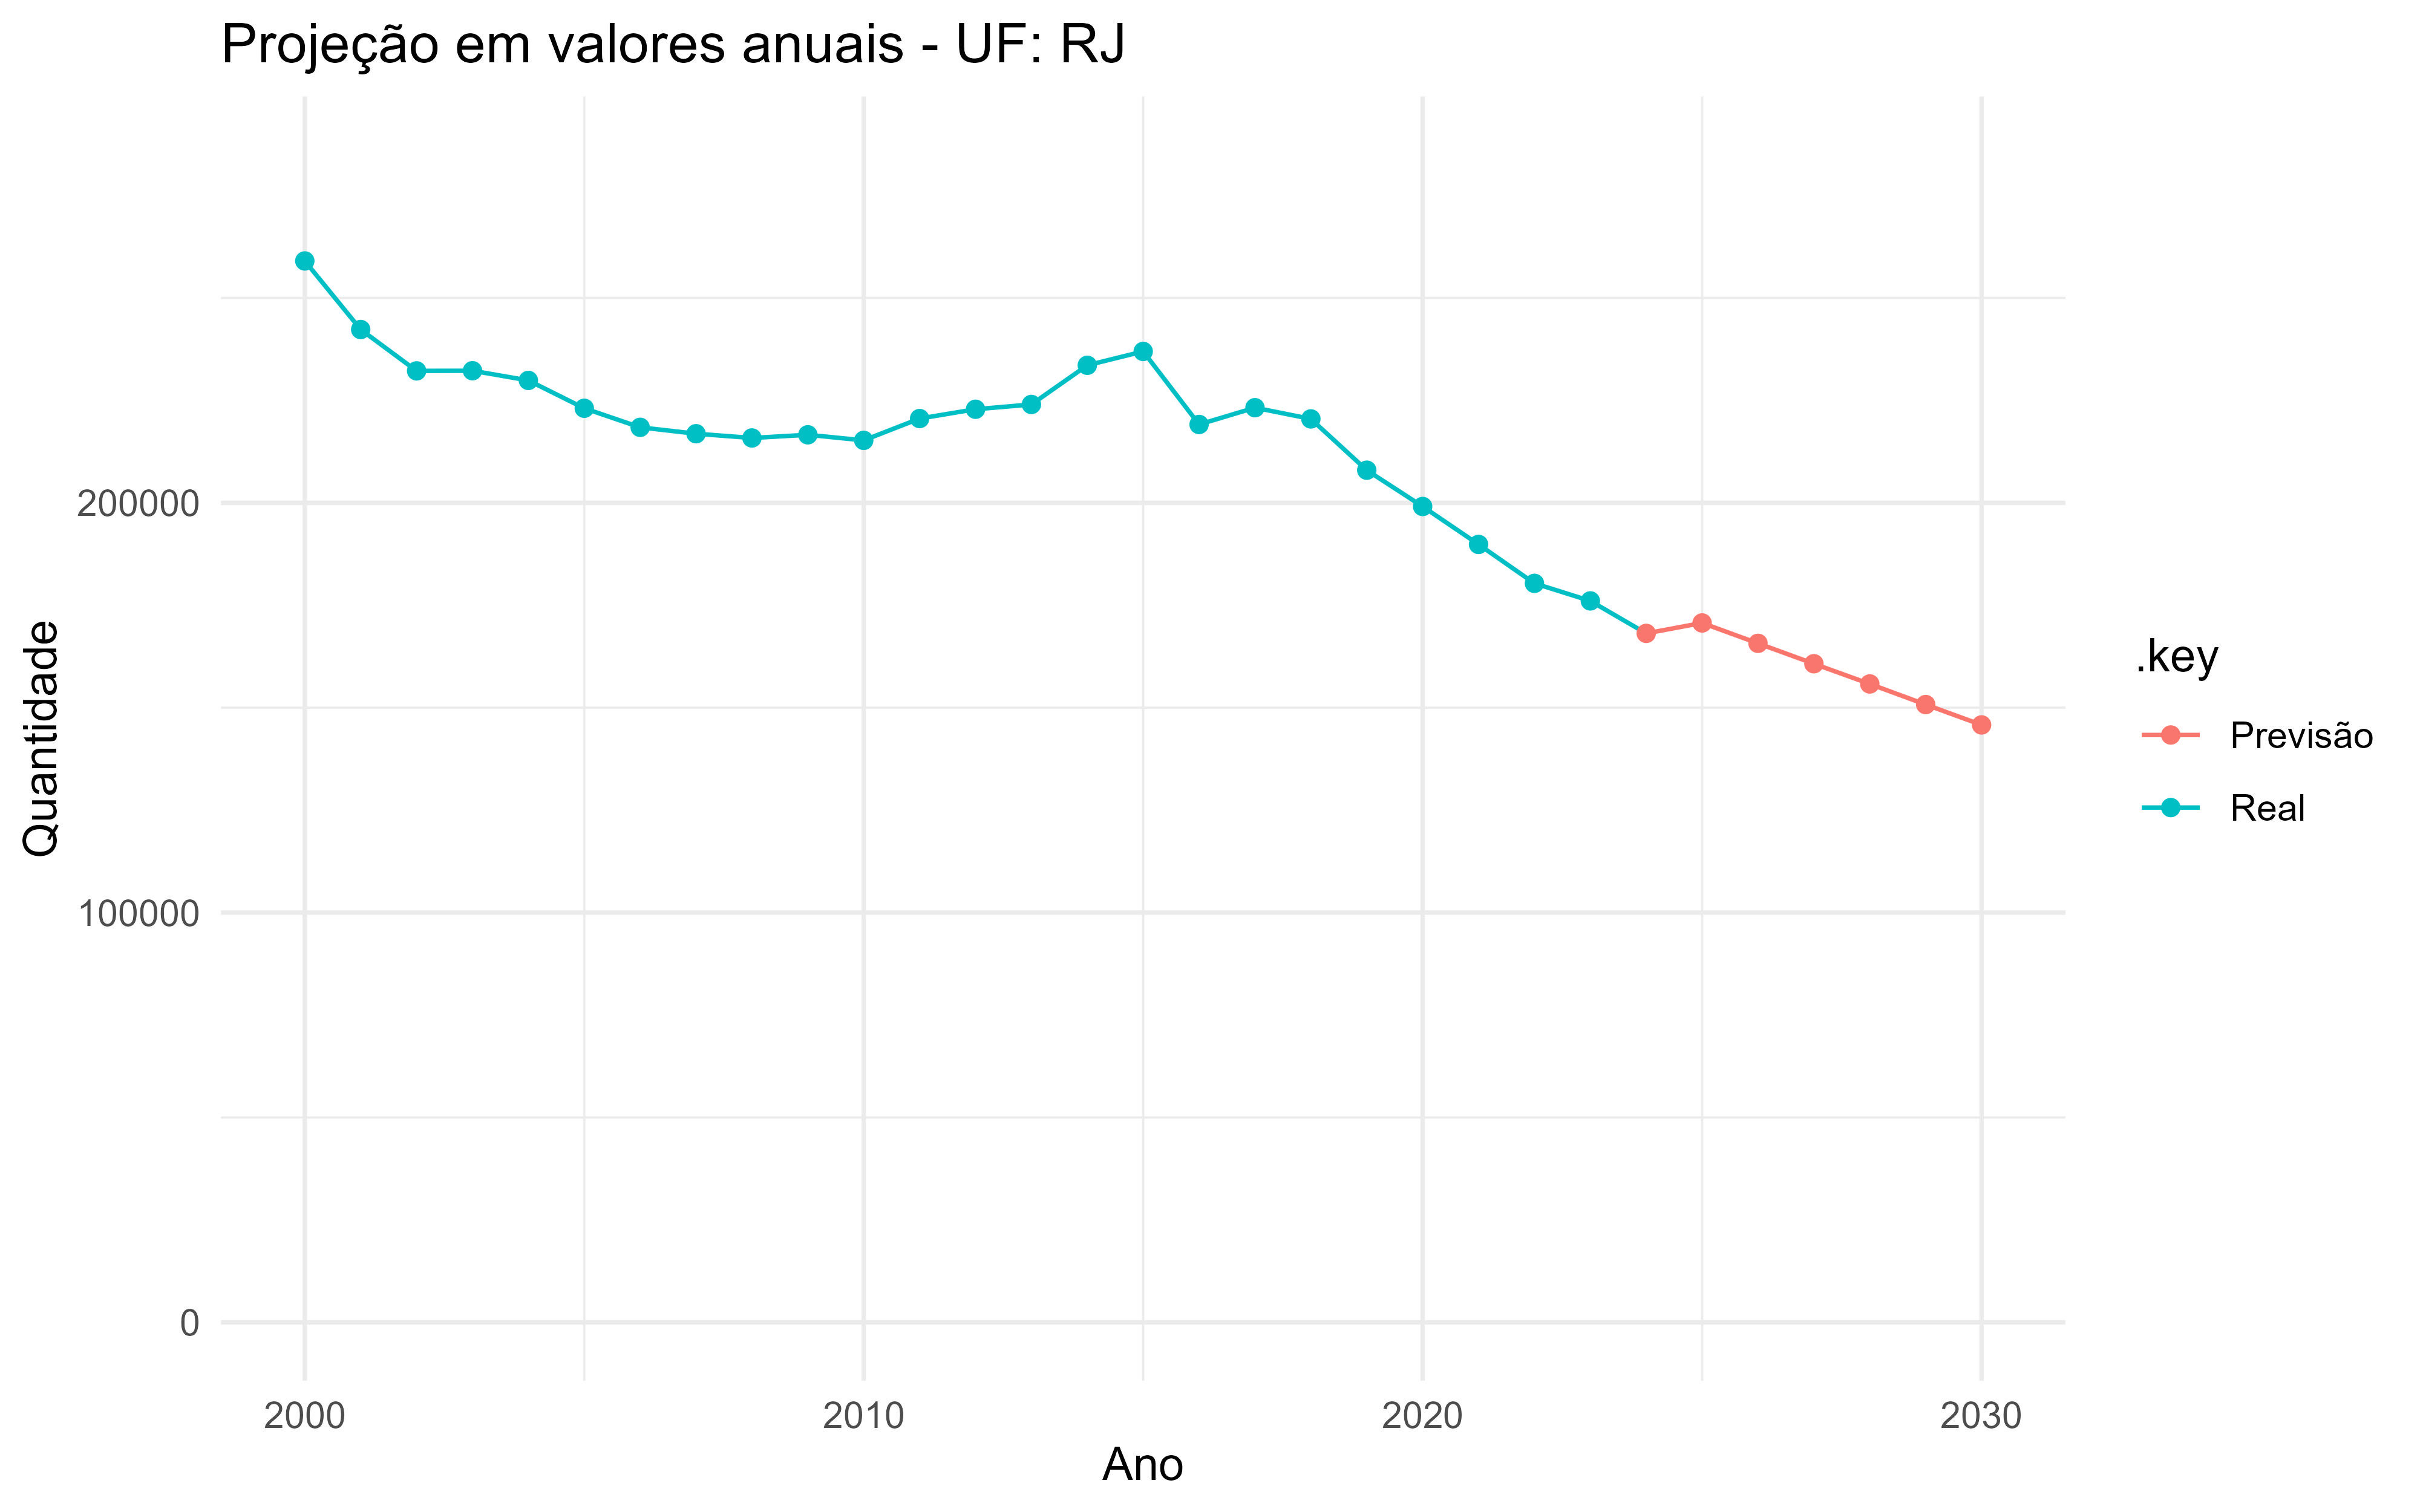 Projeção em valores anuais - UF: RJ
Quantidade
200000
100000
0
2000
2010
2020
2030
Ano
.key
Previsão
Real